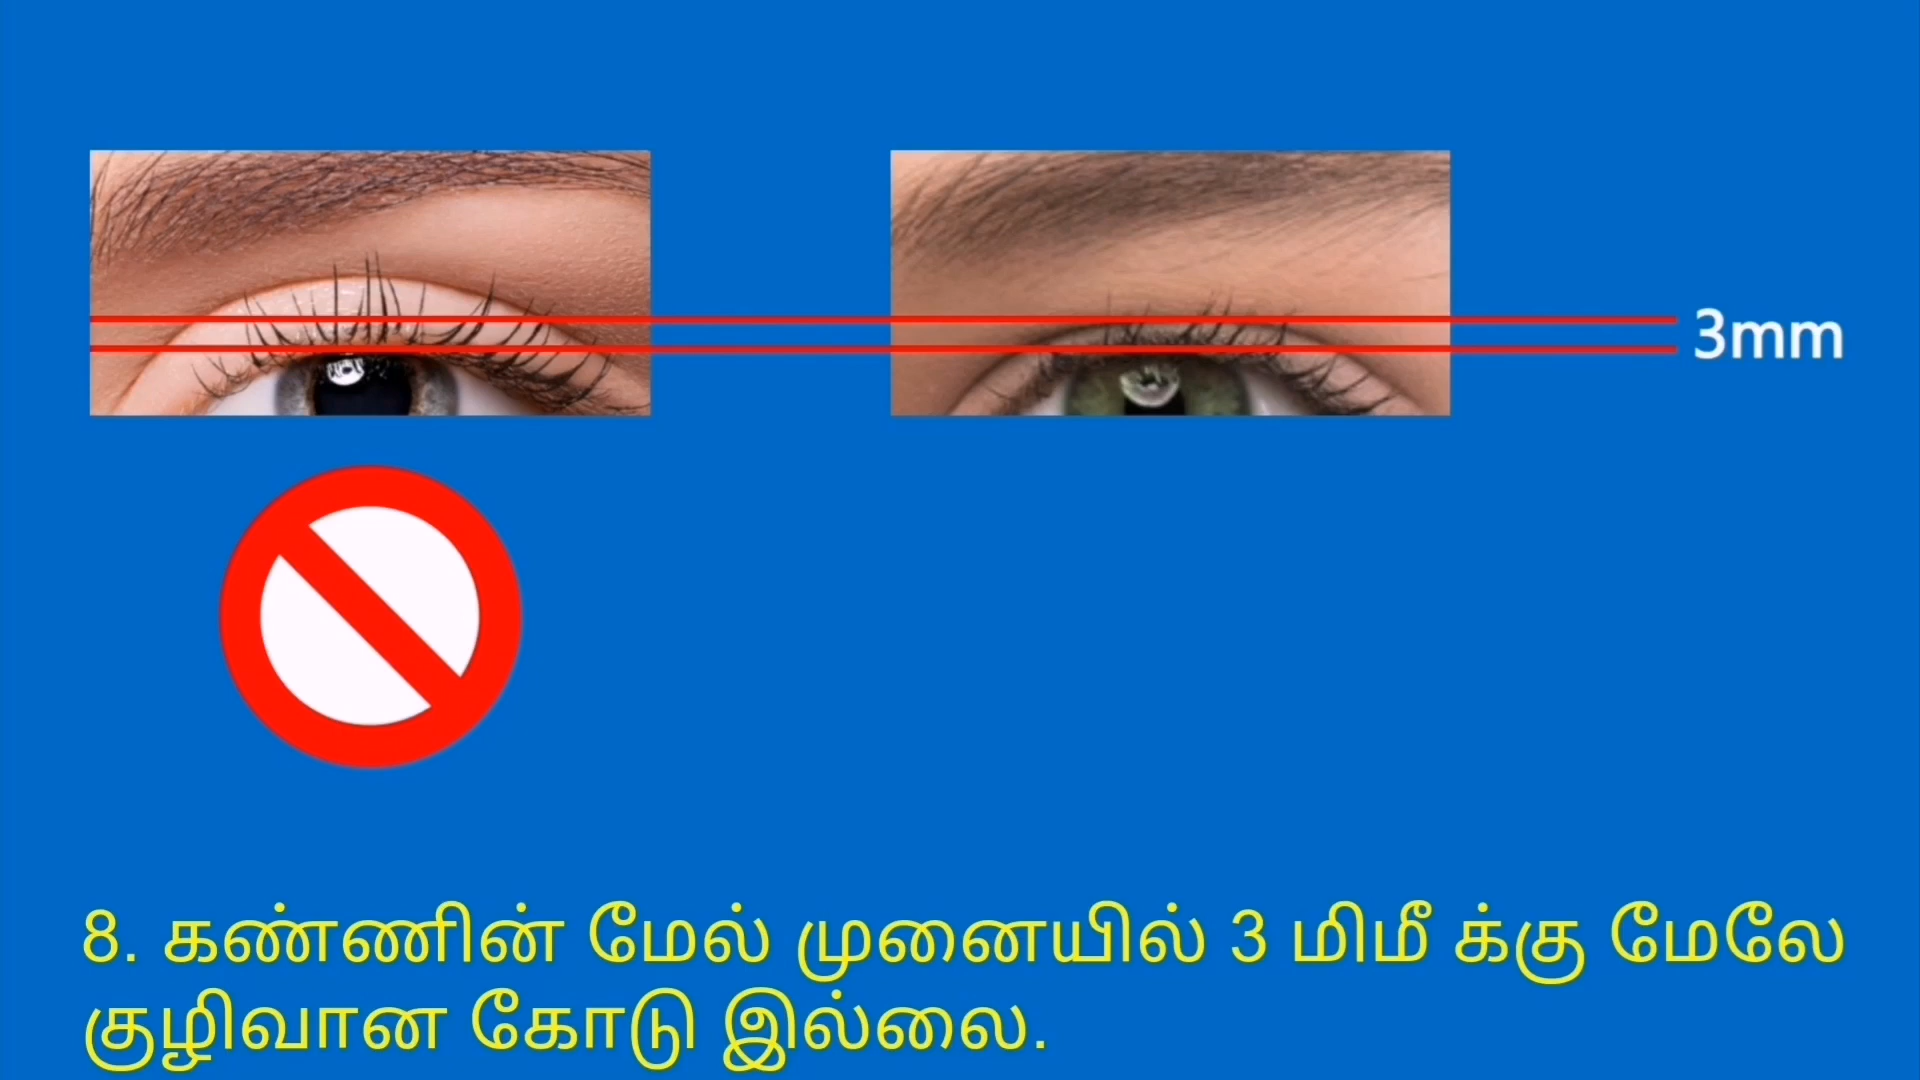 3mm
8. கண்ணின் மேல் முனையில் 3 மிமீ க்கு மேலே
குழிவான கோடு இல்லை.